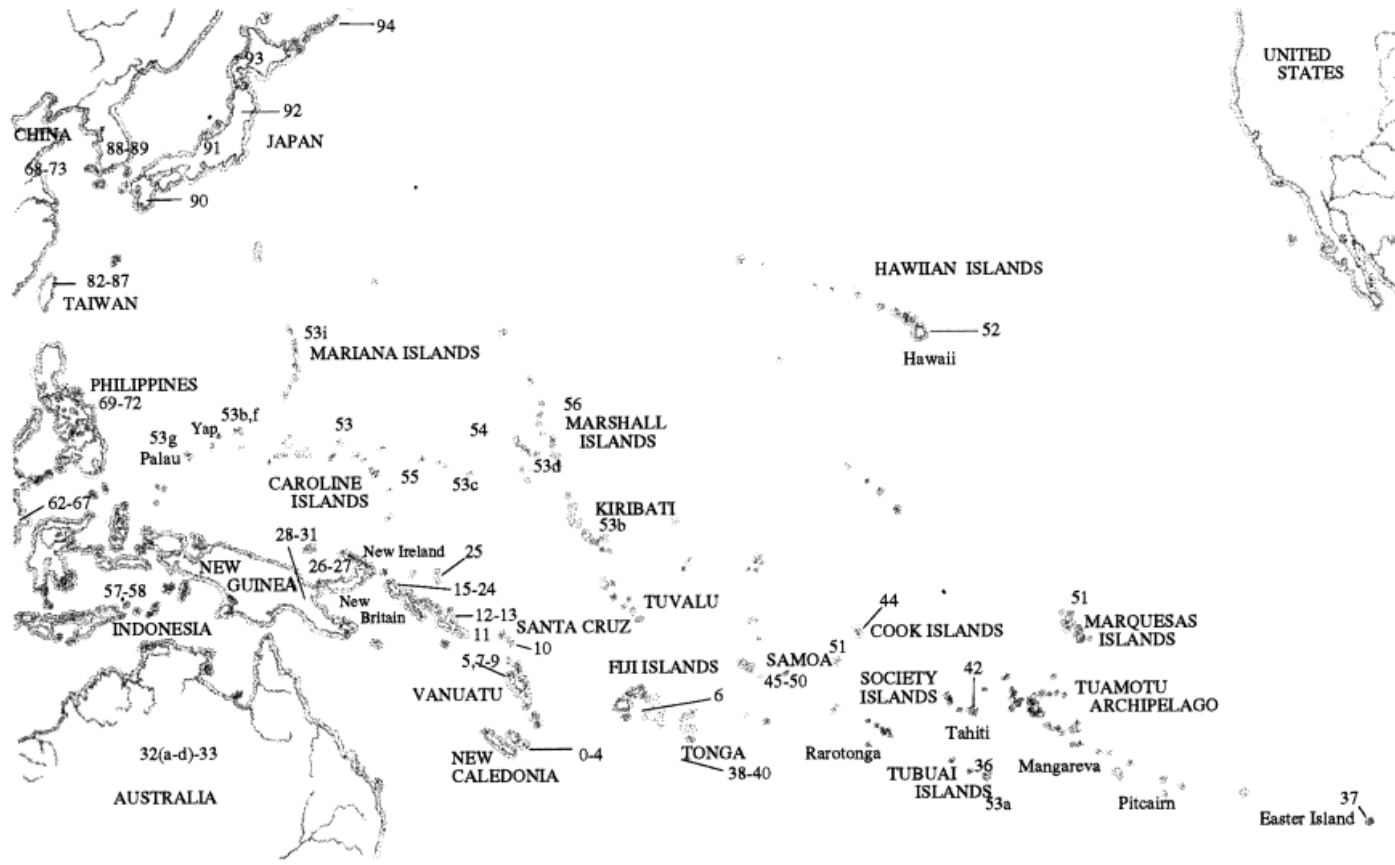 94
93
UNITED
STATES
92
CHINA
88-89
91
JAPAN
68-73
90
HAWIIAN ISLANDS
82-87
TAIWAN
53i
52
MARIANA ISLANDS
Hawaii
PHILIPPINES
69-72
56
53b,f
53
MARSHALL
ISLANDS
Yap
54
53g
Palau
53d
CAROLINE
ISLANDS
55
53c
62-67
KIRIBATI
53b
28-31
New Ireland
25
26-27
NEW
GUINEA
15-24
57-58
New
Britain
TUVALU
44
51
12-13
SANTA CRUZ
COOK ISLANDS
MARQUESAS
ISLANDS
INDONESIA
11
10
51
5,7-9
FIJI ISLANDS
SAMOA
42
45-50
SOCIETY
ISLANDS
TUAMOTU
ARCHIPELAGO
VANUATU
6
Tahiti
32(a-d)-33
NEW
CALEDONIA
0-4
TONGA
38-40
Rarotonga
36
Mangareva
TUBUAI
ISLANDS
53a
AUSTRALIA
Pitcairn
37
Easter Island